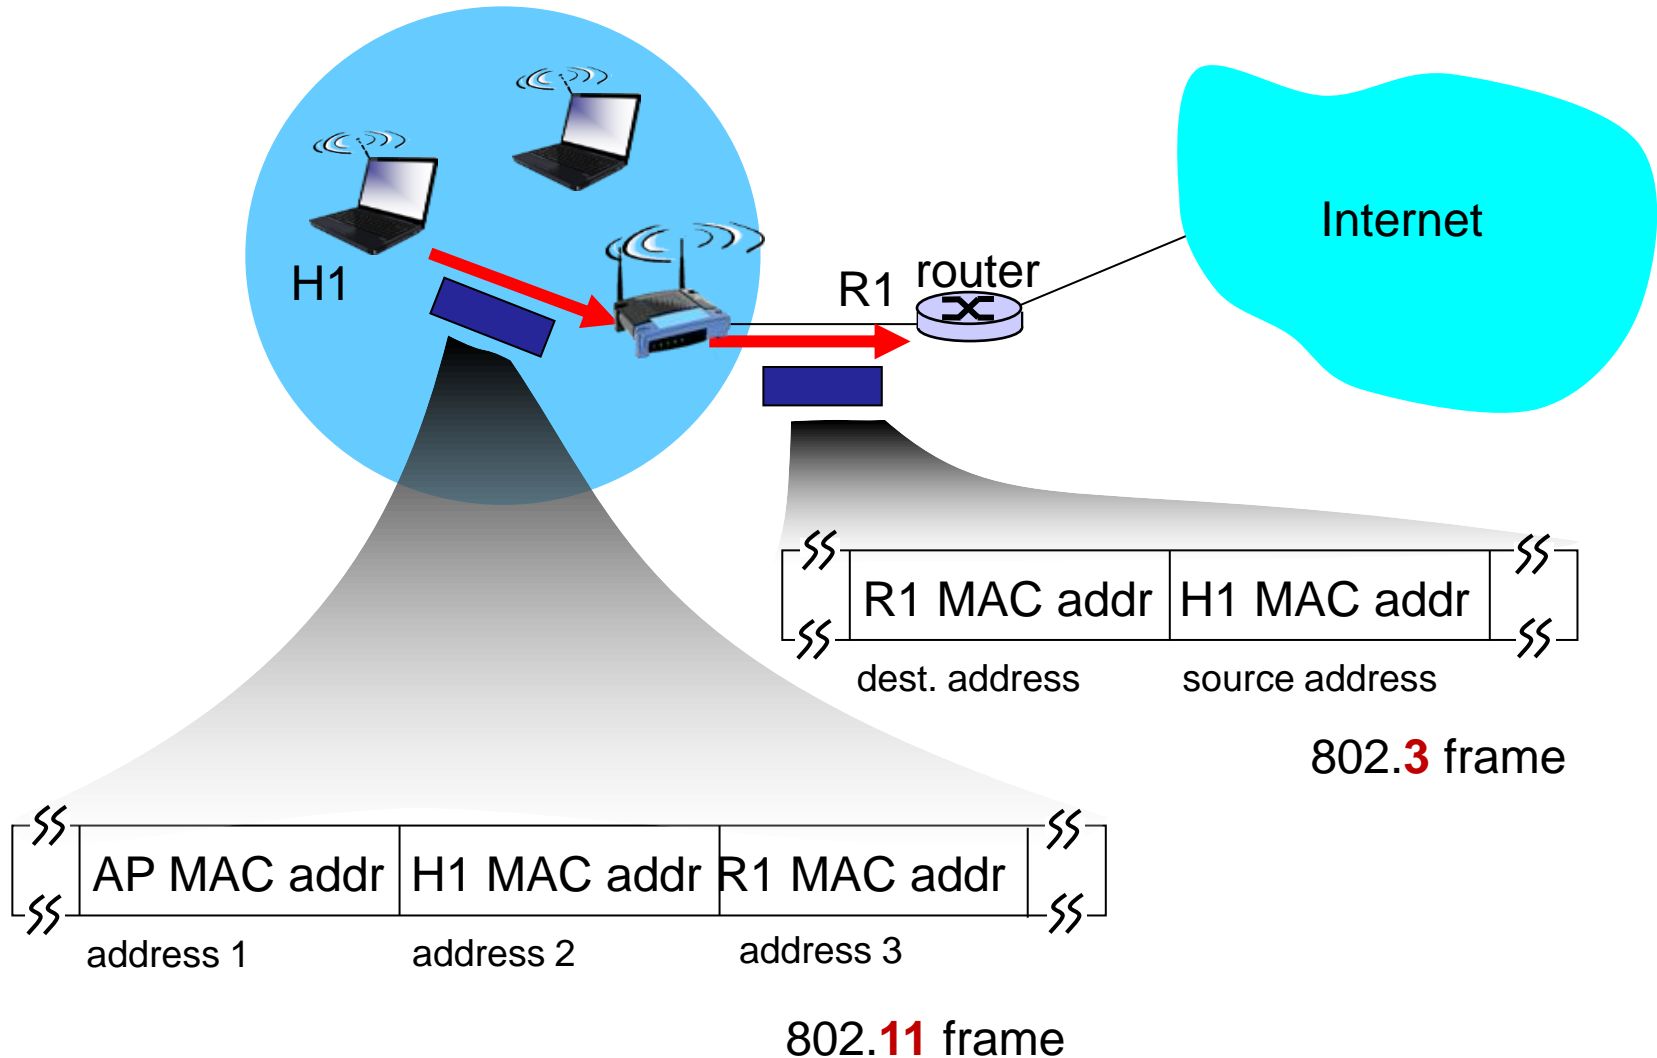 Internet
router
R1
H1
R1 MAC addr H1 MAC addr
dest. address source address
802.3 frame
AP MAC addr H1 MAC addr R1 MAC addr
address 1 address 2 address 3
802.11 frame